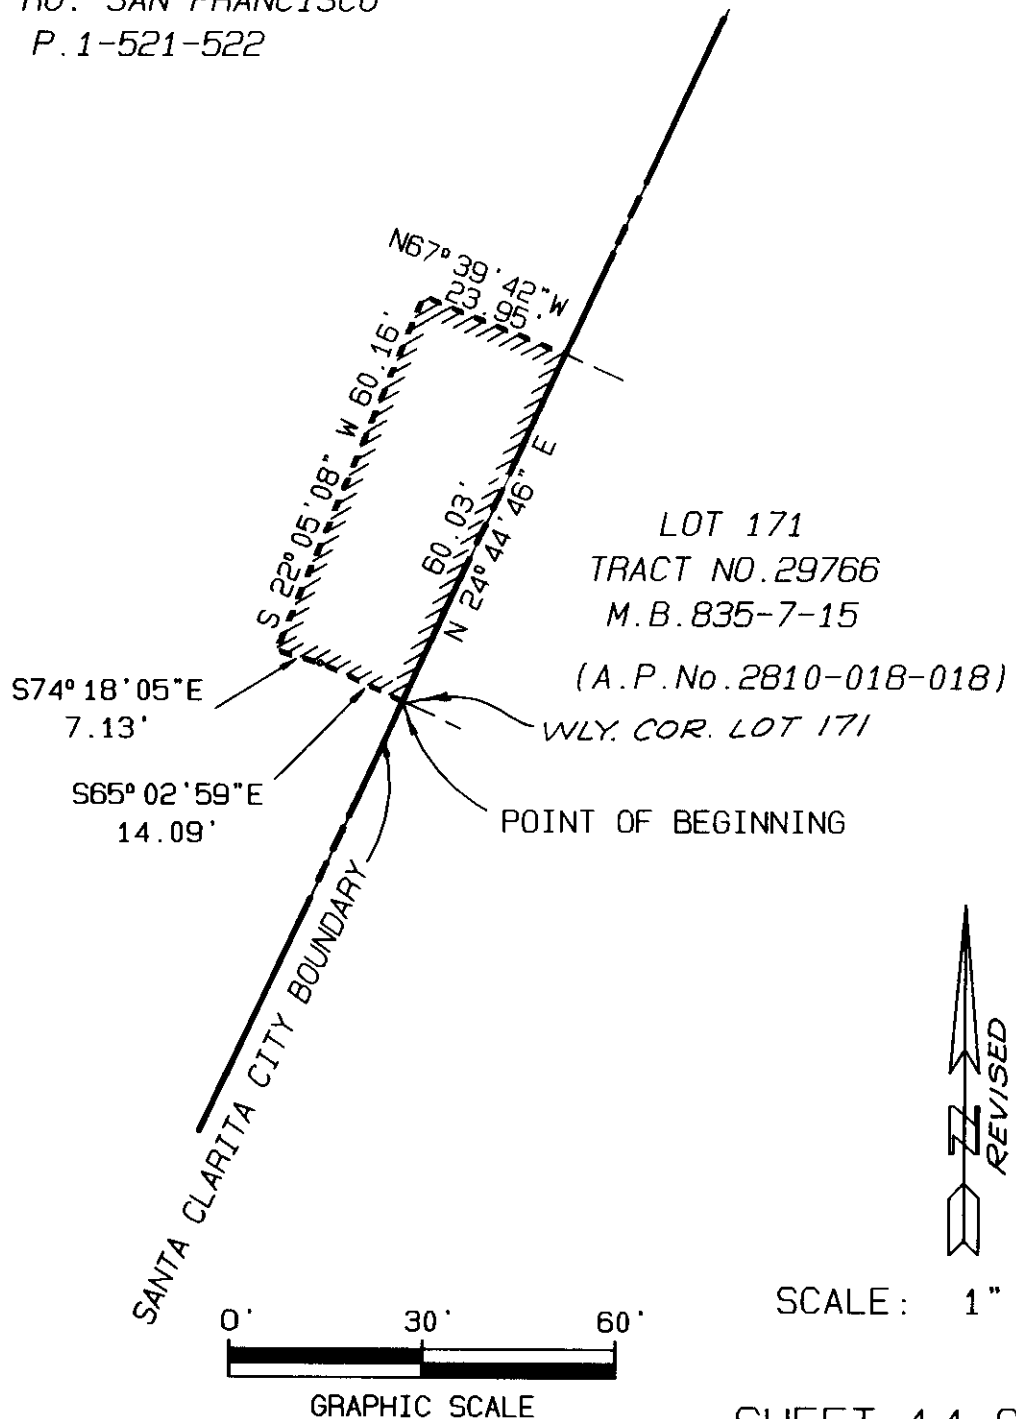 RO. SAN FRANCISCO
P.1-521-522
N67°39'42"W
23.95'
S 22°05'08" W 60.16'
60.03'
N 24°44'46" E
LOT 171
TRACT NO.29766
M.B.835-7-15
(A.P.No.2810-018-018)
S74°18'05"E
7.13'
WLY. COR. LOT 171
S65°02'59"E
14.09'
POINT OF BEGINNING
SANTA CLARITA CITY BOUNDARY
N
REVISED
SCALE: 1"
0' 30' 60'
GRAPHIC SCALE